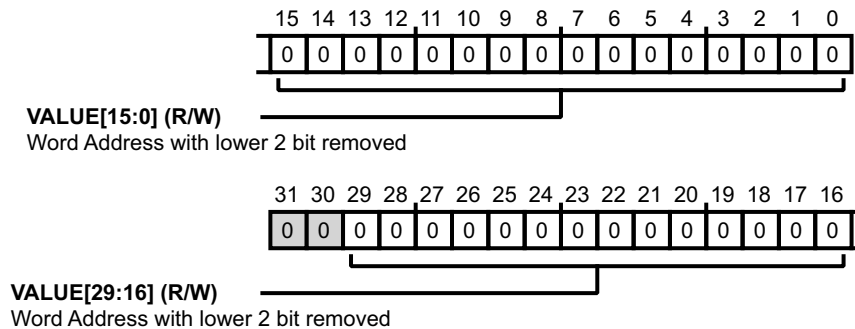 15 14 13 12 11 10 9 8 7 6 5 4 3 2 1 0
0 0 0 0 0 0 0 0 0 0 0 0 0 0 0 0
VALUE[15:0] (R/W)
Word Address with lower 2 bit removed
31 30 29 28 27 26 25 24 23 22 21 20 19 18 17 16
0 0 0 0 0 0 0 0 0 0 0 0 0 0 0 0
VALUE[29:16] (R/W)
Word Address with lower 2 bit removed